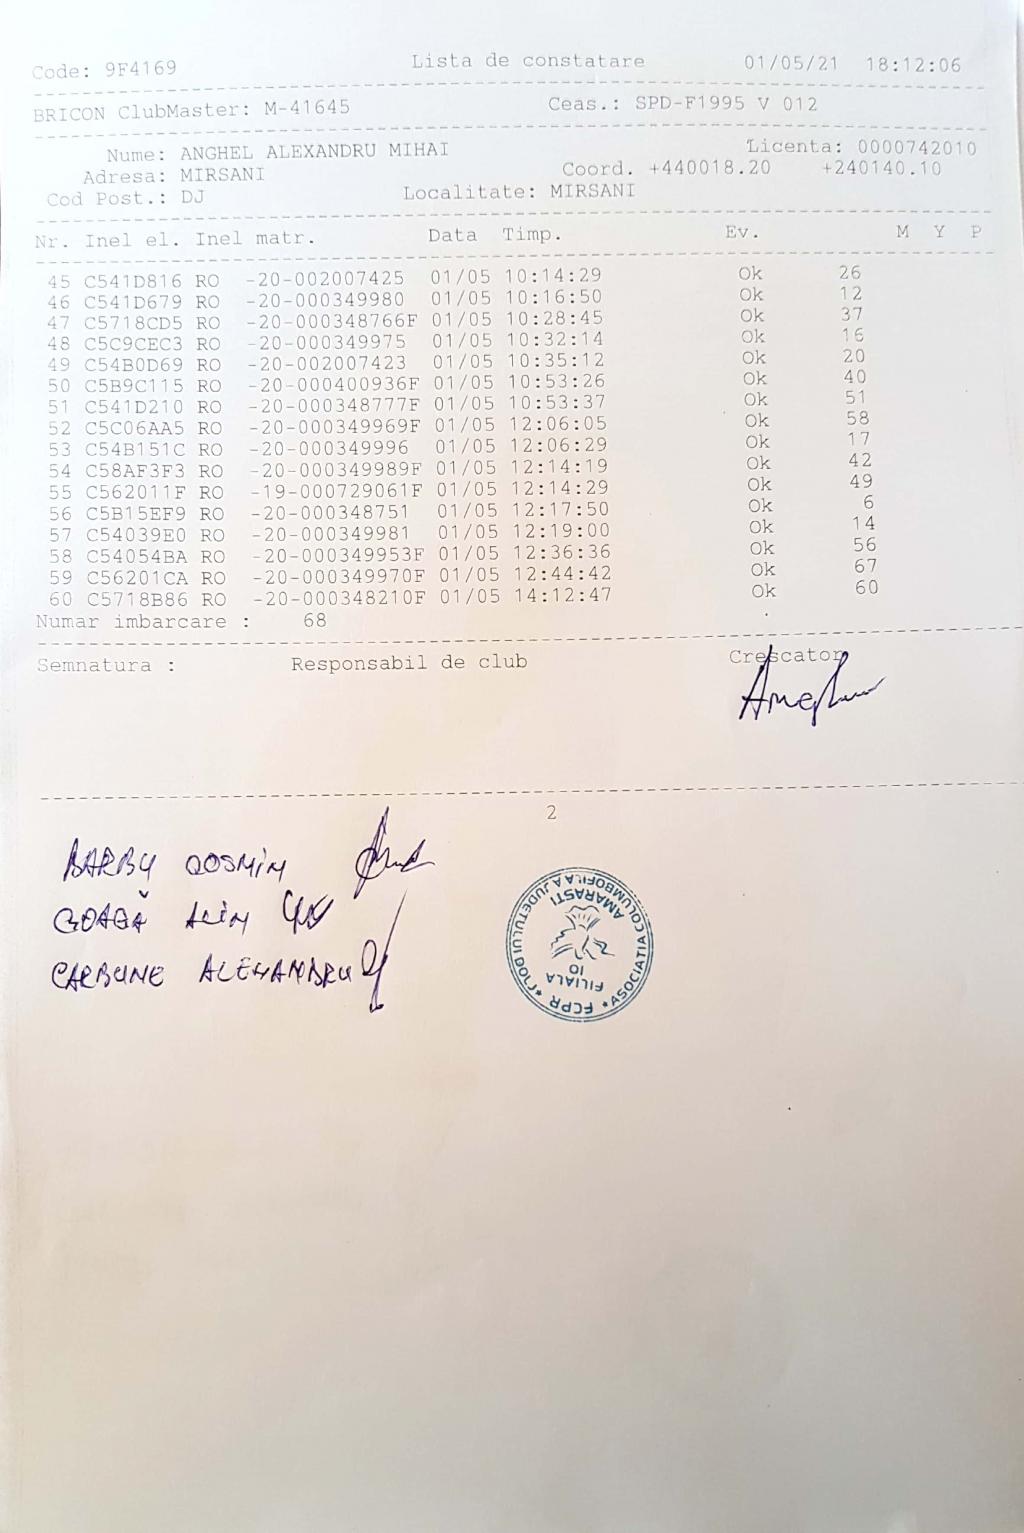 Code: 9F4169 Lista de constatare 01/05/21 18:12:06
BRICON ClubMaster: M-41645 Ceas.: SPD-F1995 V 012
Nume: ANGHEL ALEXANDRU MIHAI Licenta: 0000742010
Adresa: MIRSANI Coord. +440018.20 +240140.10
Cod Post.: DJ Localitate: MIRSANI
Nr. Inel el. Inel matr. Data Timp. Ev. M Y P
45 C541D816 RO -20-002007425 01/05 10:14:29 Ok 26
46 C541D679 RO -20-000349980 01/05 10:16:50 Ok 12
47 C5718CD5 RO -20-000348766F 01/05 10:28:45 Ok 37
48 C5C9CEC3 RO -20-000349975 01/05 10:32:14 Ok 16
49 C54B0D69 RO -20-002007423 01/05 10:35:12 Ok 20
50 C5B9C115 RO -20-000400936F 01/05 10:53:26 Ok 40
51 C541D210 RO -20-000348777F 01/05 10:53:37 Ok 51
52 C5C06AA5 RO -20-000349969F 01/05 12:06:05 Ok 58
53 C54B151C RO -20-000349996 01/05 12:06:29 Ok 17
54 C58AF3F3 RO -20-000349989F 01/05 12:14:19 Ok 42
55 C562011F RO -19-000729061F 01/05 12:14:29 Ok 49
56 C5B15EF9 RO -20-000348751 01/05 12:17:50 Ok 6
57 C54039E0 RO -20-000349981 01/05 12:19:00 Ok 14
58 C54054BA RO -20-000349953F 01/05 12:36:36 Ok 56
59 C56201CA RO -20-000349970F 01/05 12:44:42 Ok 67
60 C5718B86 RO -20-000348210F 01/05 14:12:47 Ok 60
Numar imbarcare : 68
Semnatura : Responsabil de club Crescator
2
BARBU COSMIN
GOAGĂ ALIN
CARBUNE ALEXANDRU
ASOCIATIA COLUMBOFILA A JUDETULUI DOLJ
FCPR
FILIALA
10
AMARASTI